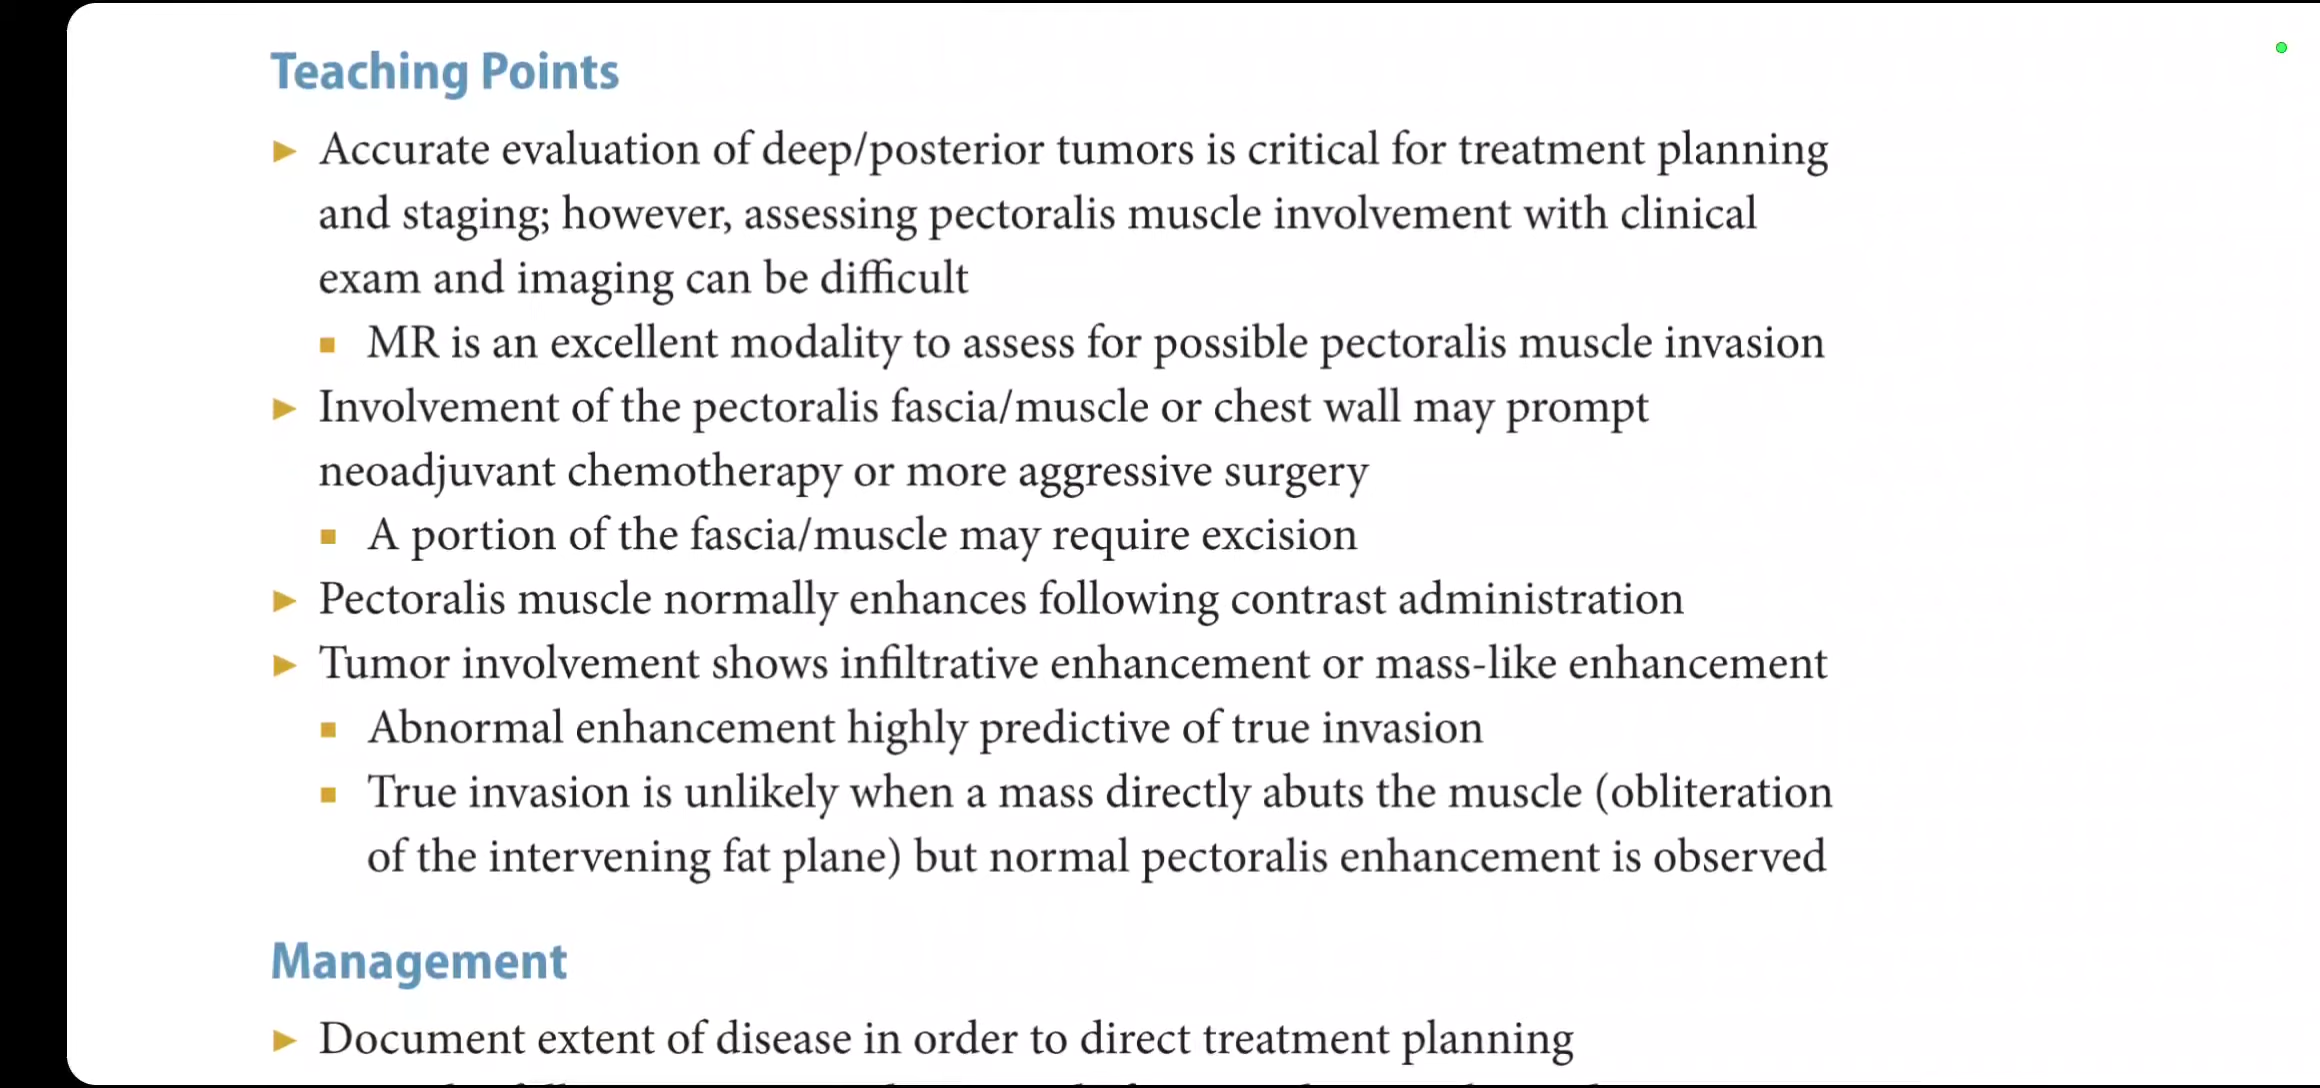 Teaching Points
► Accurate evaluation of deep/posterior tumors is critical for treatment planning
and staging; however, assessing pectoralis muscle involvement with clinical
exam and imaging can be difficult
■ MR is an excellent modality to assess for possible pectoralis muscle invasion
► Involvement of the pectoralis fascia/muscle or chest wall may prompt
neoadjuvant chemotherapy or more aggressive surgery
■ A portion of the fascia/muscle may require excision
► Pectoralis muscle normally enhances following contrast administration
► Tumor involvement shows infiltrative enhancement or mass-like enhancement
■ Abnormal enhancement highly predictive of true invasion
■ True invasion is unlikely when a mass directly abuts the muscle (obliteration
of the intervening fat plane) but normal pectoralis enhancement is observed
Management
► Document extent of disease in order to direct treatment planning